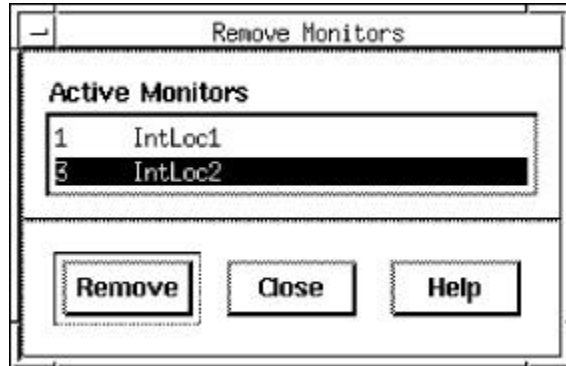 Remove Monitors
Active Monitors
1 IntLoc1
3 IntLoc2
Remove Close Help